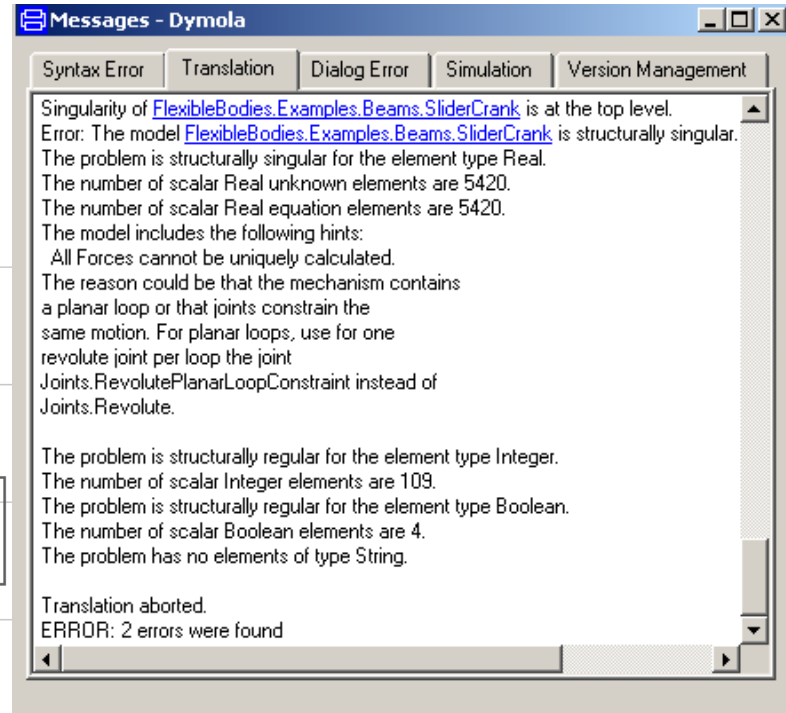 Messages - Dymola
Syntax Error Translation Dialog Error Simulation Version Management
Singularity of FlexibleBodies.Examples.Beams.SliderCrank is at the top level.
Error: The model FlexibleBodies.Examples.Beams.SliderCrank is structurally singular.
The problem is structurally singular for the element type Real.
The number of scalar Real unknown elements are 5420.
The number of scalar Real equation elements are 5420.
The model includes the following hints:
All Forces cannot be uniquely calculated.
The reason could be that the mechanism contains
a planar loop or that joints constrain the
same motion. For planar loops, use for one
revolute joint per loop the joint
Joints.RevolutePlanarLoopConstraint instead of
Joints.Revolute.
The problem is structurally regular for the element type Integer.
The number of scalar Integer elements are 109.
The problem is structurally regular for the element type Boolean.
The number of scalar Boolean elements are 4.
The problem has no elements of type String.
Translation aborted.
ERROR: 2 errors were found